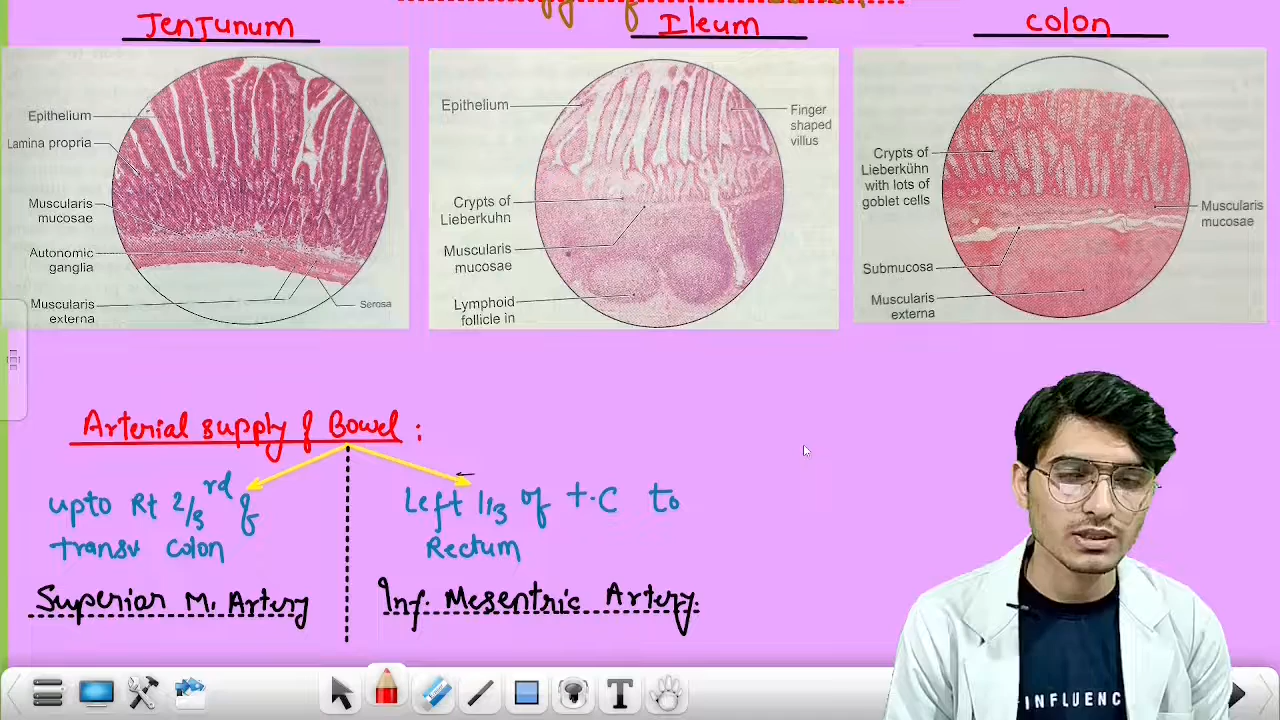 JenJunum
Ileum
Colon
Epithelium
Lamina propria
Muscularis
mucosae
Autonomic
ganglia
Muscularis
externa
Serosa
Epithelium
Finger
shaped
villus
Crypts of
Lieberkuhn
Muscularis
mucosae
Lymphoid
follicle in
Crypts of
Lieberkühn
with lots of
goblet cells
Muscularis
mucosae
Submucosa
Muscularis
externa
Arterial supply of Bowel :
upto Rt 2/3rd of
transv colon
Superiar M. Artery
Left 1/3 of t.C to
Rectum
Inf. Mesentric Artery.
INFLUENC